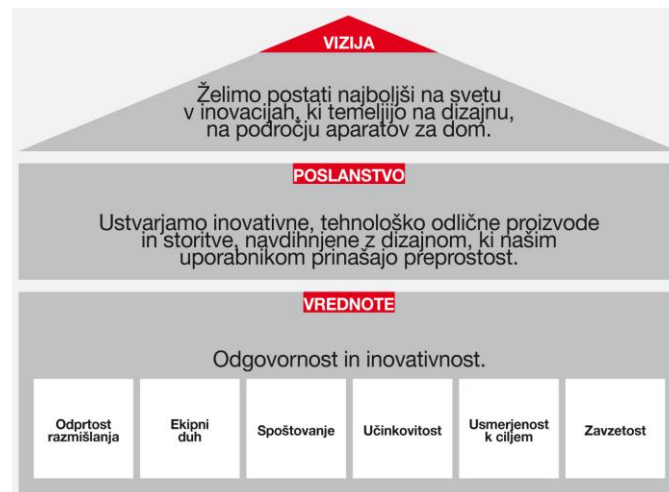 VIZIJA
Želimo postati najboljši na svetu
v inovacijah, ki temeljijo na dizajnu,
na področju aparatov za dom.
POSLANSTVO
Ustvarjamo inovativne, tehnološko odlične proizvode
in storitve, navdihnjene z dizajnom, ki našim
uporabnikom prinašajo preprostost.
VREDNOTE
Odgovornost in inovativnost.
Odprtost
razmišlanja
Ekipni
duh
Spoštovanje
Učinkovitost
Usmerjenost
k ciljem
Zavzetost